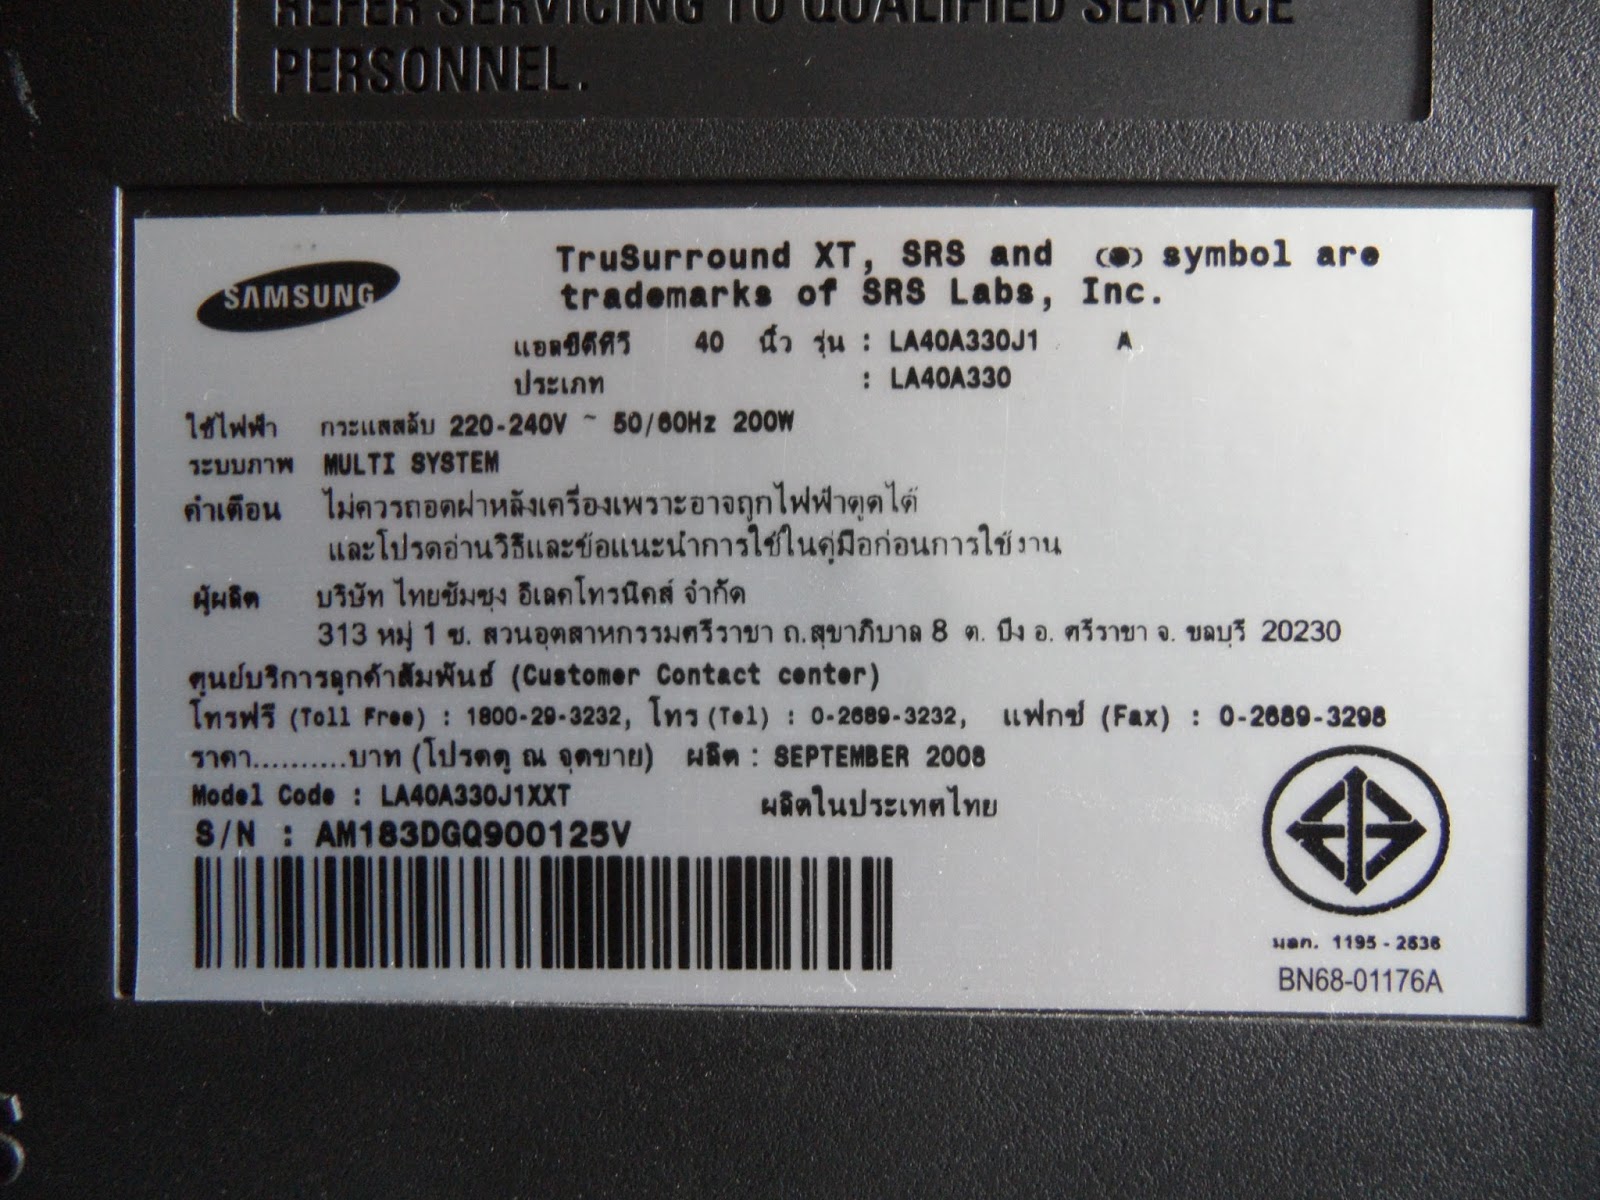 REFER SERVICING TO QUALIFIED SERVICE
PERSONNEL.
SAMSUNG
TruSurround XT, SRS and (●) symbol are
trademarks of SRS Labs, Inc.
แอลซีดีทีวี 40 นิ้ว รุ่น : LA40A330J1 A
ประเภท : LA40A330
ใช้ไฟฟ้า กระแสสลับ 220-240V ~ 50/60Hz 200W
ระบบภาพ MULTI SYSTEM
คำเตือน ไม่ควรถอดฝาหลังเครื่องเพราะอาจถูกไฟฟ้าดูดได้
และโปรดอ่านวิธีและข้อแนะนำการใช้ในคู่มือก่อนการใช้งาน
ผู้ผลิต บริษัท ไทยซัมซุง อิเลคโทรนิคส์ จำกัด
313 หมู่ 1 ซ. สวนอุตสาหกรรมศรีราชา ถ.สุขาภิบาล 8 ต. บึง อ. ศรีราชา จ. ชลบุรี 20230
ศูนย์บริการลูกค้าสัมพันธ์ (Customer Contact center)
โทรฟรี (Toll Free) : 1800-29-3232, โทร (Tel) : 0-2689-3232, แฟกซ์ (Fax) : 0-2689-3298
ราคา..........บาท (โปรดดู ณ จุดขาย) ผลิต : SEPTEMBER 2008
Model Code : LA40A330J1XXT ผลิตในประเทศไทย
S/N : AM183DGQ900125V
มอก. 1195 - 2536
BN68-01176A